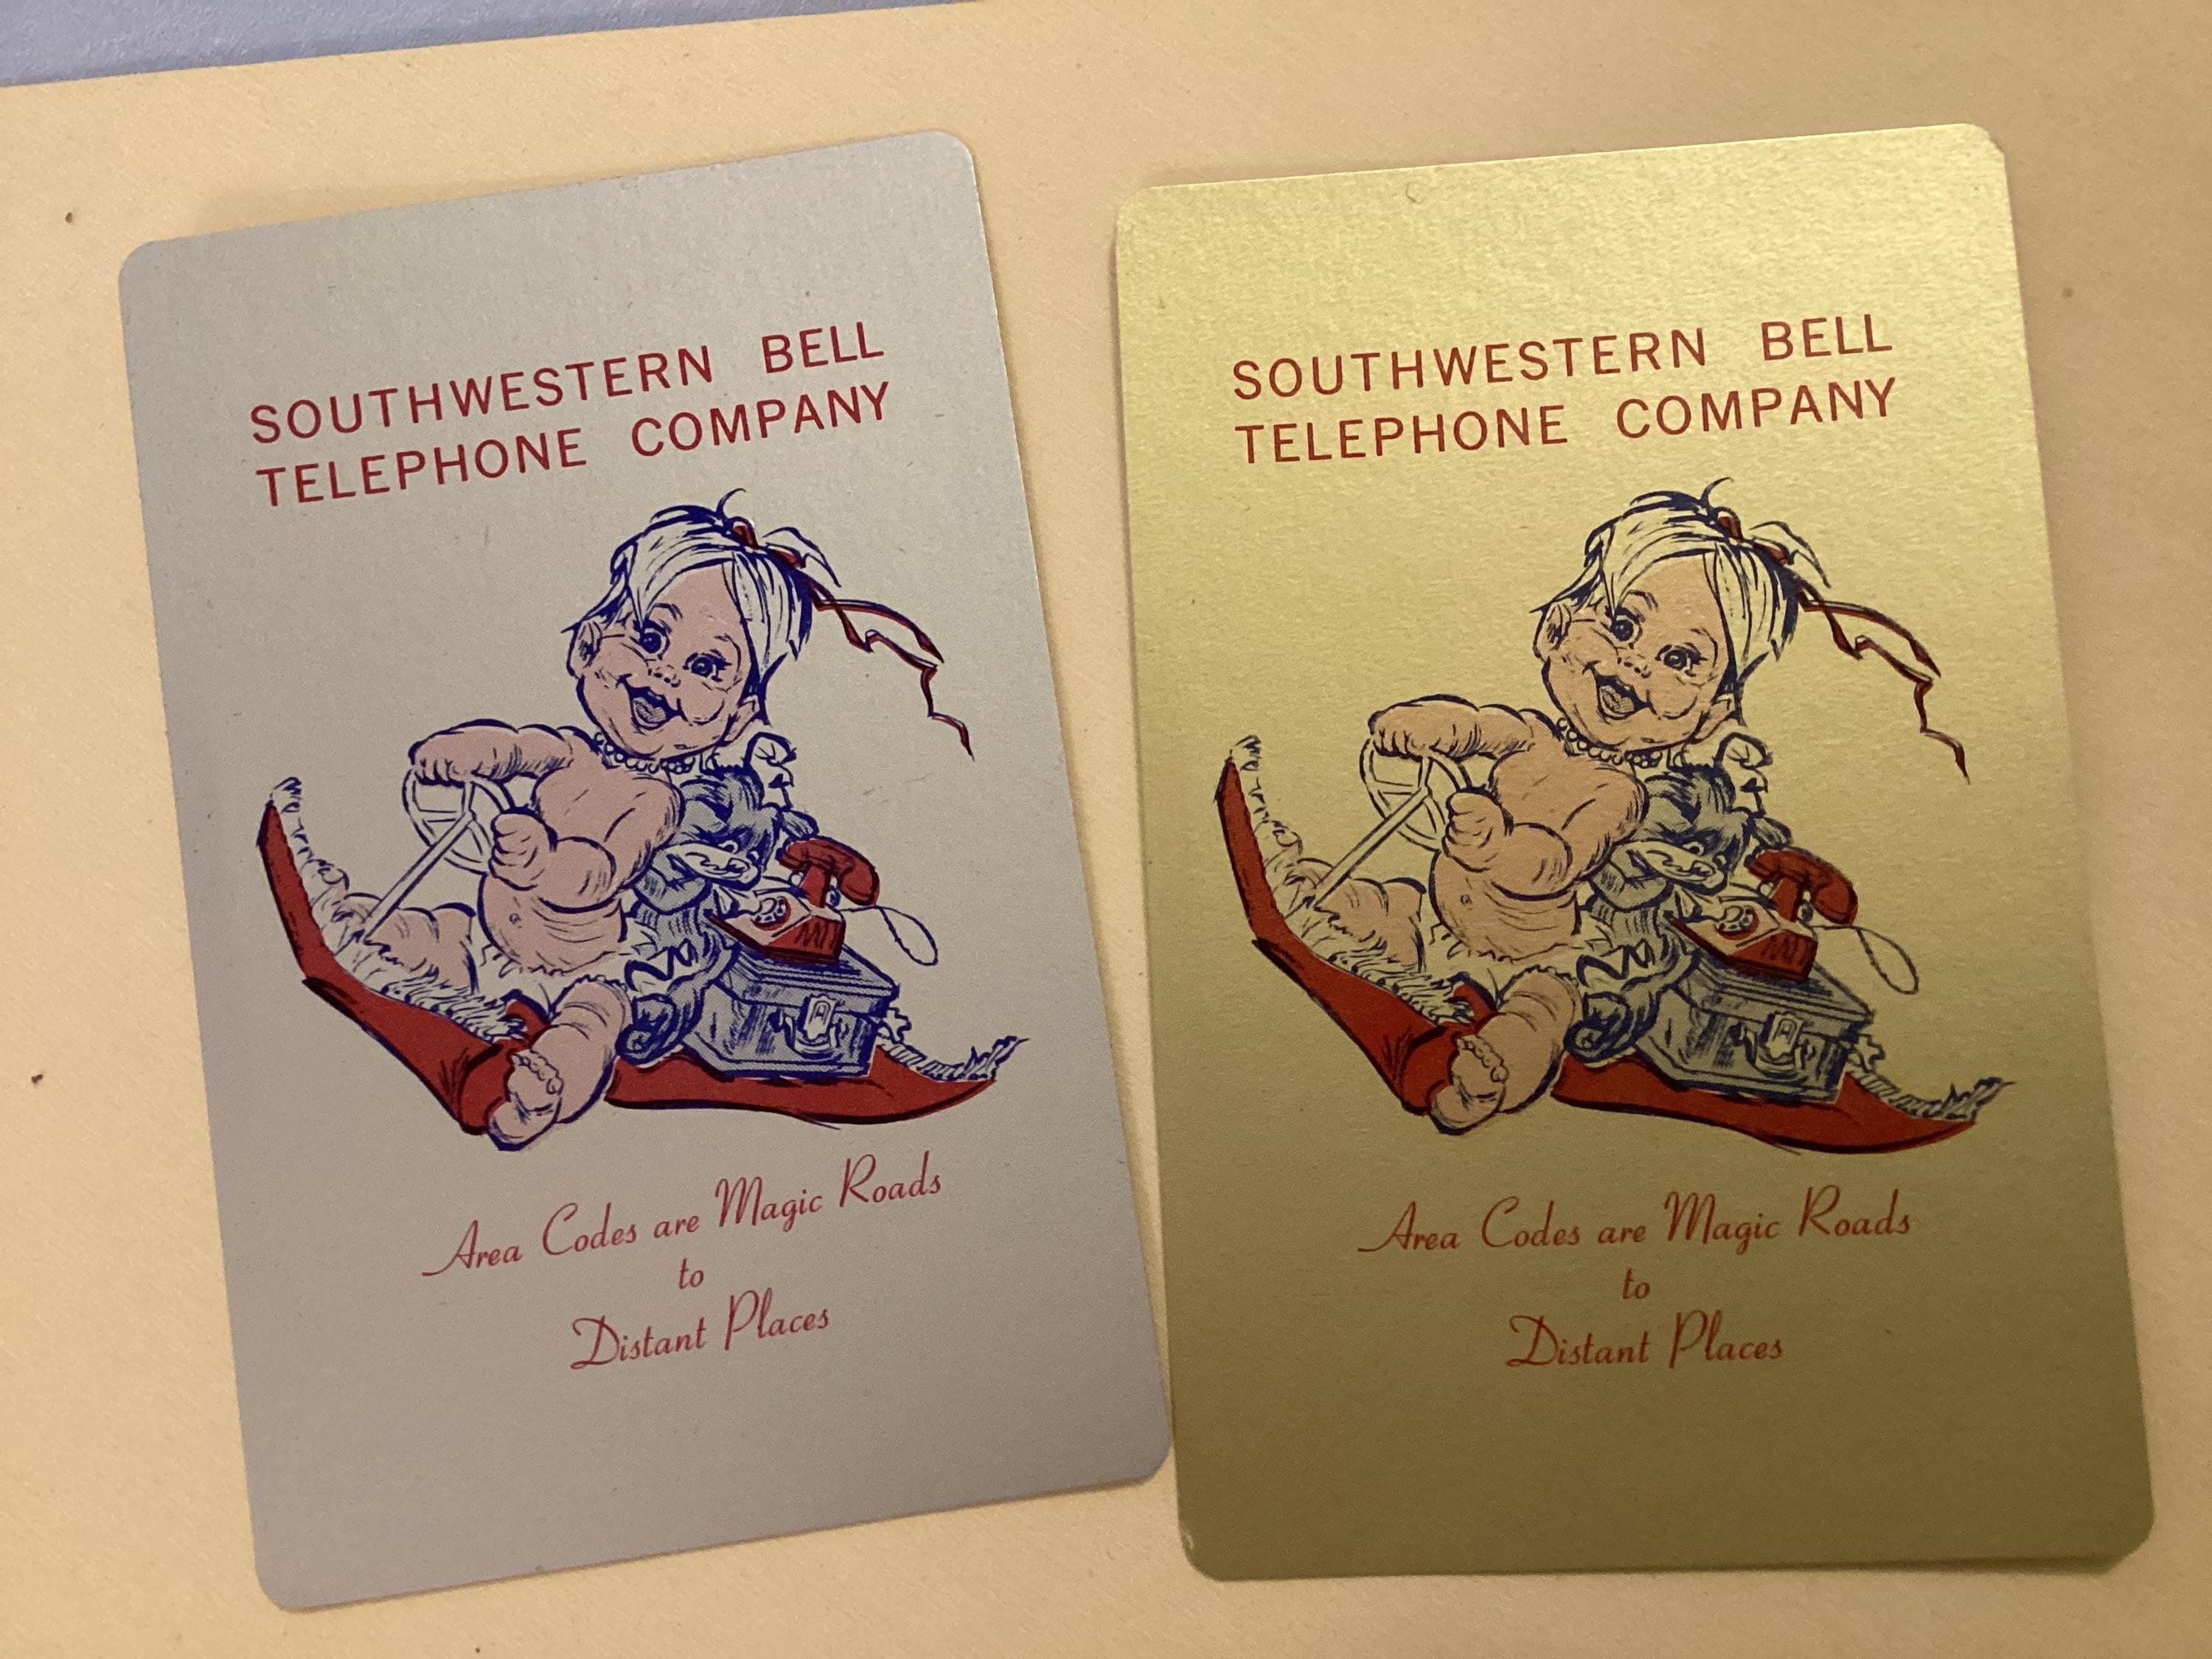 SOUTHWESTERN BELL
TELEPHONE COMPANY
Area Codes are Magic Roads
to
Distant Places
SOUTHWESTERN BELL
TELEPHONE COMPANY
Area Codes are Magic Roads
to
Distant Places